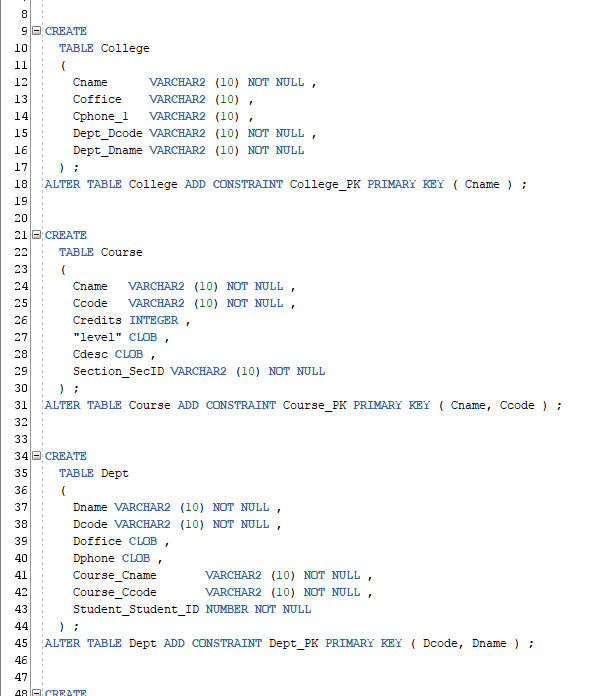 8
9 CREATE
10 TABLE College
11 (
12 Cname VARCHAR2 (10) NOT NULL ,
13 Coffice VARCHAR2 (10) ,
14 Cphone_l VARCHAR2 (10) ,
15 Dept_Dcode VARCHAR2 (10) NOT NULL ,
16 Dept_Dname VARCHAR2 (10) NOT NULL
17 ) ;
18 ALTER TABLE College ADD CONSTRAINT College_PK PRIMARY KEY ( Cname ) ;
19
20
21 CREATE
22 TABLE Course
23 (
24 Cname VARCHAR2 (10) NOT NULL ,
25 Ccode VARCHAR2 (10) NOT NULL ,
26 Credits INTEGER ,
27 "level" CLOB ,
28 Cdesc CLOB ,
29 Section_SecID VARCHAR2 (10) NOT NULL
30 ) ;
31 ALTER TABLE Course ADD CONSTRAINT Course_PK PRIMARY KEY ( Cname, Ccode ) ;
32
33
34 CREATE
35 TABLE Dept
36 (
37 Dname VARCHAR2 (10) NOT NULL ,
38 Dcode VARCHAR2 (10) NOT NULL ,
39 Doffice CLOB ,
40 Dphone CLOB ,
41 Course_Cname VARCHAR2 (10) NOT NULL ,
42 Course_Ccode VARCHAR2 (10) NOT NULL ,
43 Student_Student_ID NUMBER NOT NULL
44 ) ;
45 ALTER TABLE Dept ADD CONSTRAINT Dept_PK PRIMARY KEY ( Dcode, Dname ) ;
46
47
48 CREATE